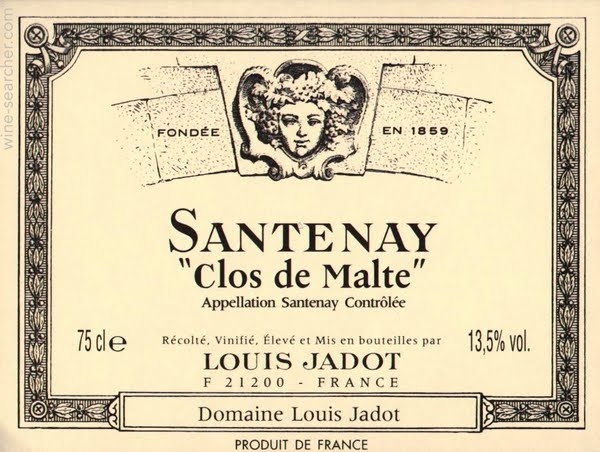 wine-searcher.com
FONDÉE EN 1859
SANTENAY
"Clos de Malte"
Appellation Santenay Contrôlée
75 cl e
Récolté, Vinifié, Élevé et Mis en bouteilles par
13,5% vol.
LOUIS JADOT
F 21200 - FRANCE
Domaine Louis Jadot
PRODUIT DE FRANCE